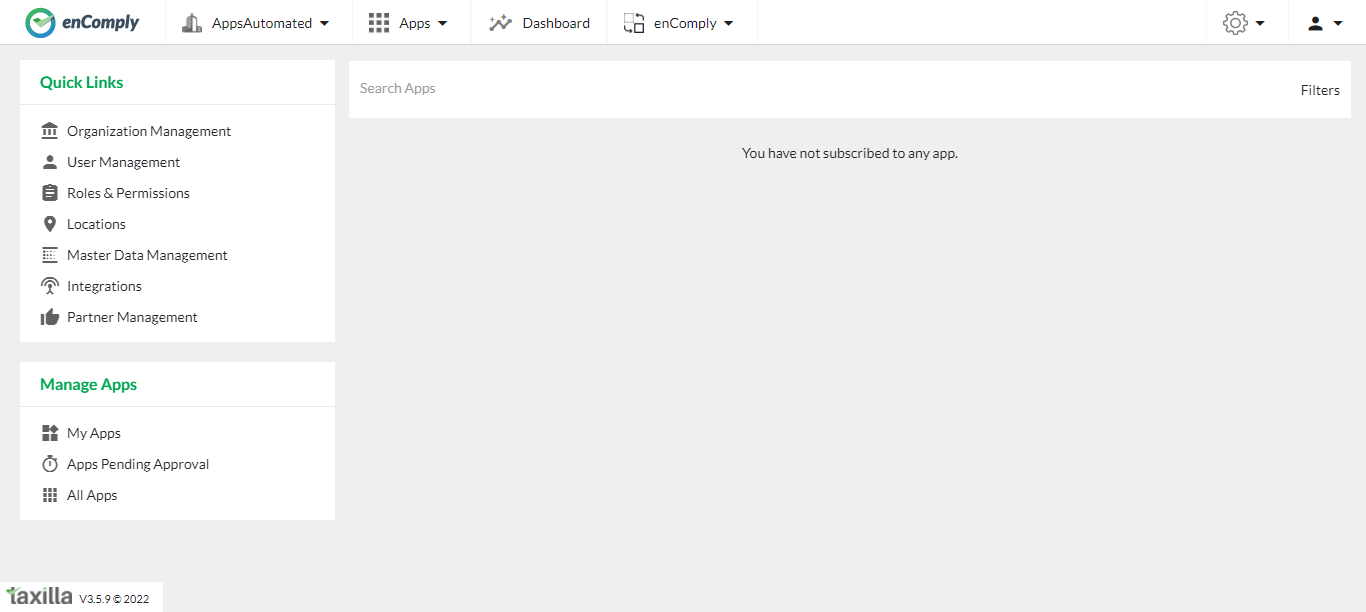 enComply
AppsAutomated
Apps
Dashboard
enComply
Quick Links
Organization Management
User Management
Roles & Permissions
Locations
Master Data Management
Integrations
Partner Management
Manage Apps
My Apps
Apps Pending Approval
All Apps
Search Apps
Filters
You have not subscribed to any app.
taxilla V3.5.9 © 2022